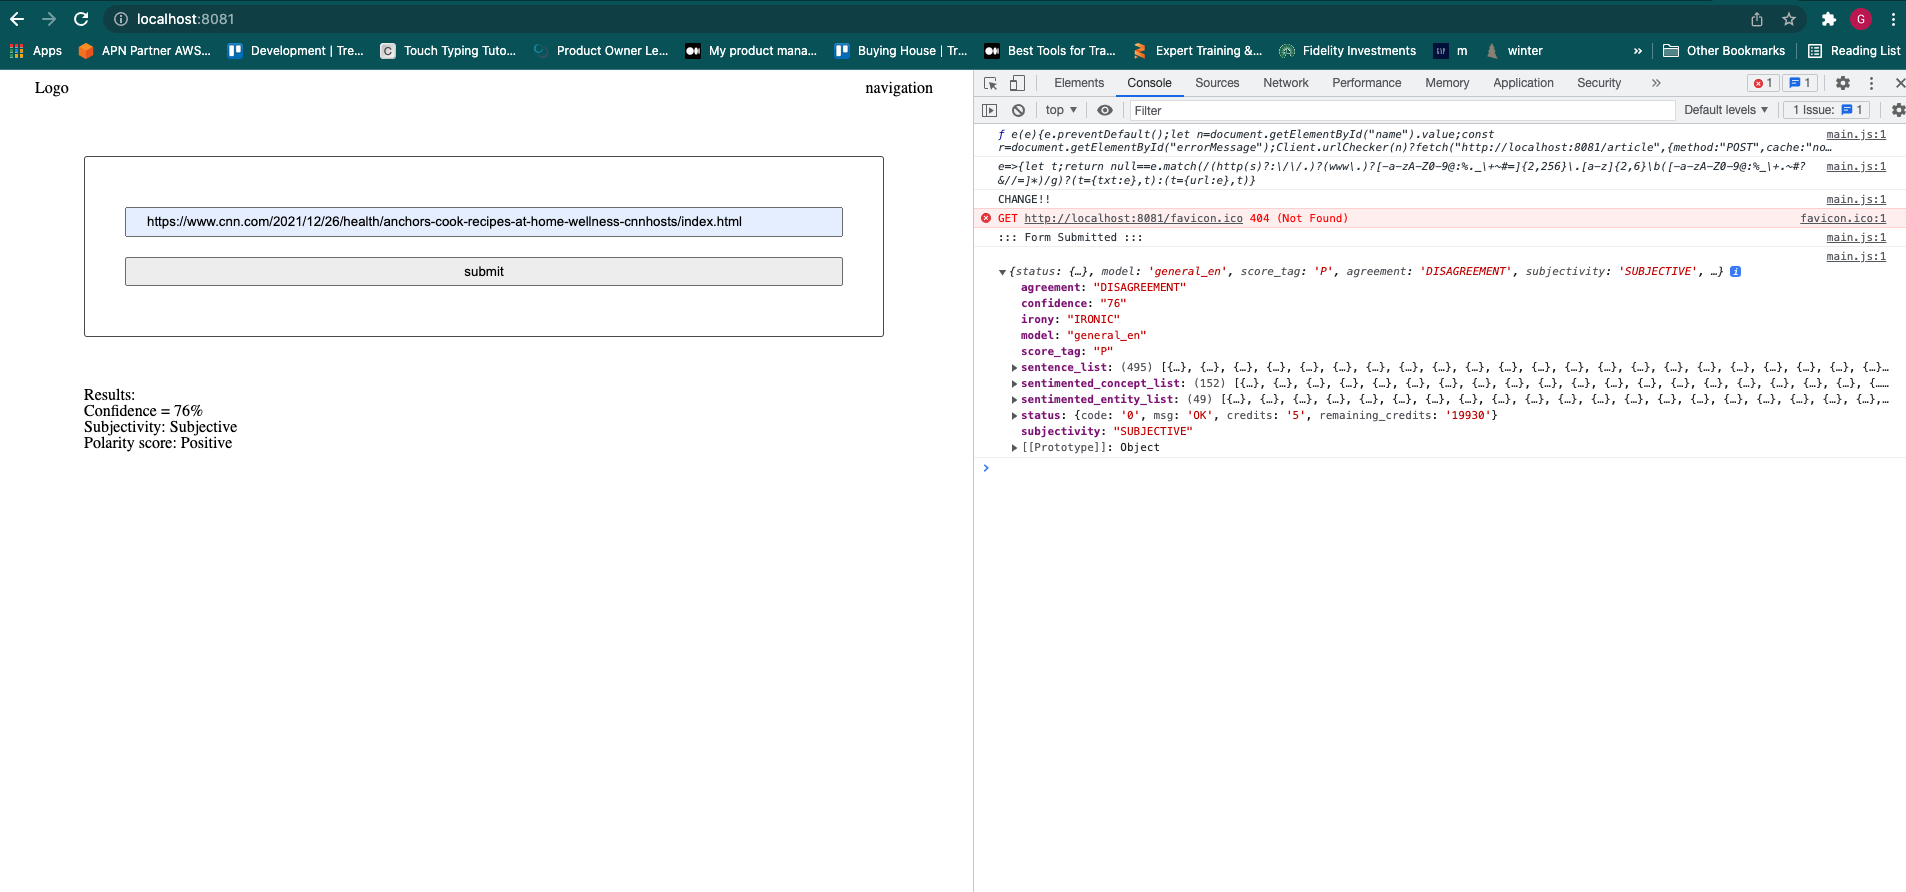 localhost:8081
G
Apps
APN Partner AWS...
Development | Tre...
C
Touch Typing Tuto...
Product Owner Le...
My product mana...
Buying House | Tr...
Best Tools for Tra...
Expert Training &...
Fidelity Investments
m
winter
»
Other Bookmarks
Reading List
Logo
navigation
https://www.cnn.com/2021/12/26/health/anchors-cook-recipes-at-home-wellness-cnnhosts/index.html
submit
Results:
Confidence = 76%
Subjectivity: Subjective
Polarity score: Positive
Elements Console Sources Network Performance Memory Application Security » 1 1
top Filter Default levels 1 Issue: 1
ƒ e(e){e.preventDefault();let n=document.getElementById("name").value;const main.js:1
r=document.getElementById("errorMessage");Client.urlChecker(n)?fetch("http://localhost:8081/article",{method:"POST",cache:"no…
e=>{let t;return null==e.match(/(http(s)?:\/\/.)?(www\.)?[-a-zA-Z0-9@:%._\+~#=]{2,256}\.[a-z]{2,6}\b([-a-zA-Z0-9@:%_\+.~#? main.js:1
&//=]*)/g)?(t={txt:e},t):(t={url:e},t)}
CHANGE!! main.js:1
GET http://localhost:8081/favicon.ico 404 (Not Found) favicon.ico:1
::: Form Submitted ::: main.js:1
main.js:1
{status: {…}, model: 'general_en', score_tag: 'P', agreement: 'DISAGREEMENT', subjectivity: 'SUBJECTIVE', …} i
agreement: "DISAGREEMENT"
confidence: "76"
irony: "IRONIC"
model: "general_en"
score_tag: "P"
sentence_list: (495) [{…}, {…}, {…}, {…}, {…}, {…}, {…}, {…}, {…}, {…}, {…}, {…}, {…}, {…}, {…}, {…}, {…}, {…}, {…}, {…}, {…}, {…}…
sentimented_concept_list: (152) [{…}, {…}, {…}, {…}, {…}, {…}, {…}, {…}, {…}, {…}, {…}, {…}, {…}, {…}, {…}, {…}, {…}, {…}, {…}, {……
sentimented_entity_list: (49) [{…}, {…}, {…}, {…}, {…}, {…}, {…}, {…}, {…}, {…}, {…}, {…}, {…}, {…}, {…}, {…}, {…}, {…}, {…}, {…},…
status: {code: '0', msg: 'OK', credits: '5', remaining_credits: '19930'}
subjectivity: "SUBJECTIVE"
[[Prototype]]: Object